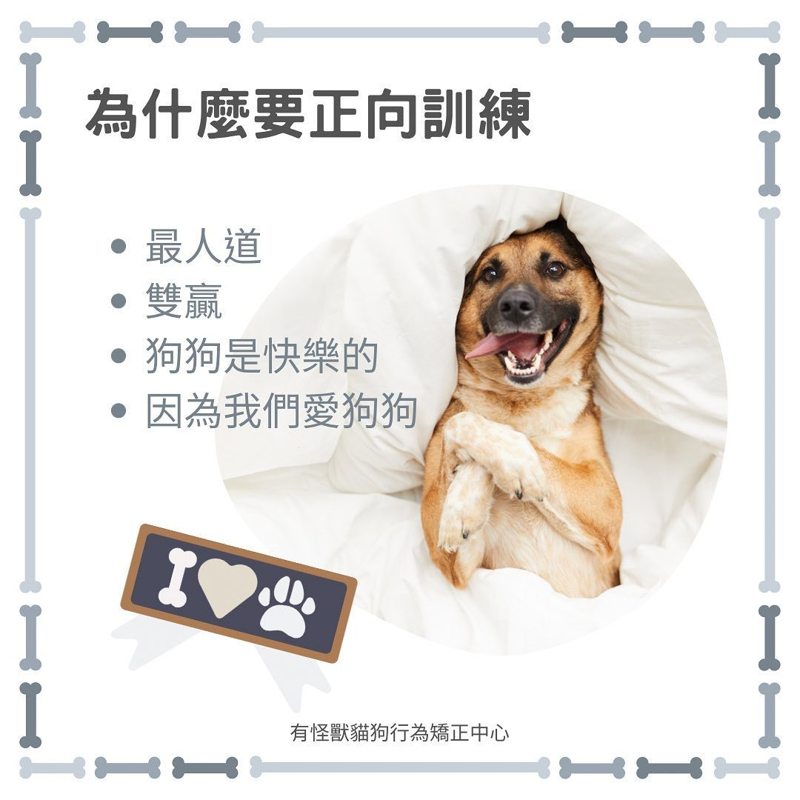 為什麼要正向訓練
最人道
雙贏
狗狗是快樂的
因為我們愛狗狗
I
有怪獸貓狗行為矯正中心